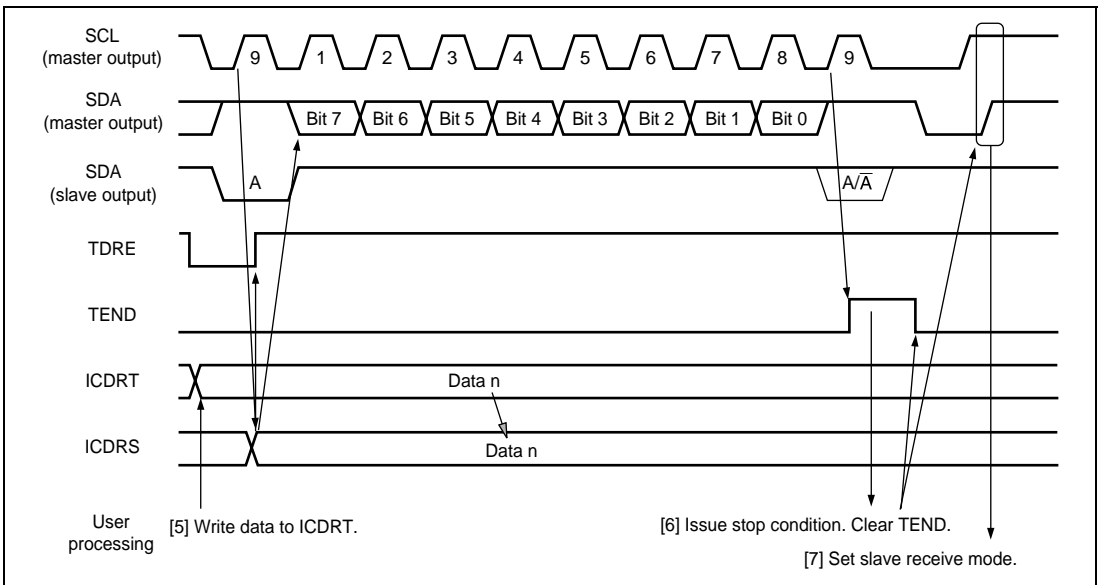 SCL
(master output)
9 1 2 3 4 5 6 7 8 9
SDA
(master output)
Bit 7 Bit 6 Bit 5 Bit 4 Bit 3 Bit 2 Bit 1 Bit 0
SDA
(slave output)
A A/A̅
TDRE
TEND
ICDRT
Data n
ICDRS
Data n
User
processing
[5] Write data to ICDRT.
[6] Issue stop condition. Clear TEND.
[7] Set slave receive mode.